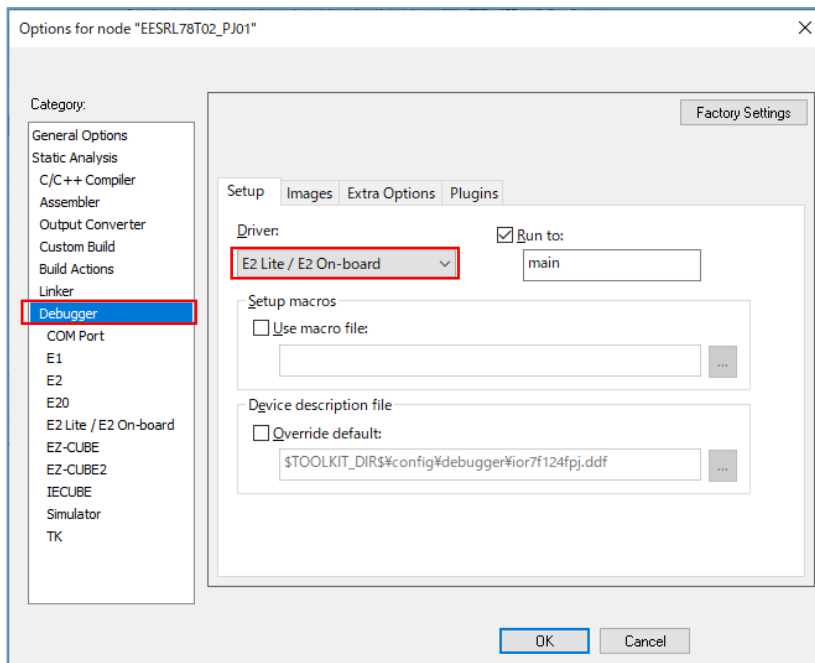 Options for node "EESRL78T02_PJ01"
Category:
General Options
Static Analysis
C/C++ Compiler
Assembler
Output Converter
Custom Build
Build Actions
Linker
Debugger
COM Port
E1
E2
E20
E2 Lite / E2 On-board
EZ-CUBE
EZ-CUBE2
IECUBE
Simulator
TK
Factory Settings
Setup Images Extra Options Plugins
Driver:
E2 Lite / E2 On-board
Run to:
main
Setup macros
Use macro file:
...
Device description file
Override default:
$TOOLKIT_DIR$¥config¥debugger¥ior7f124fpj.ddf
...
OK Cancel